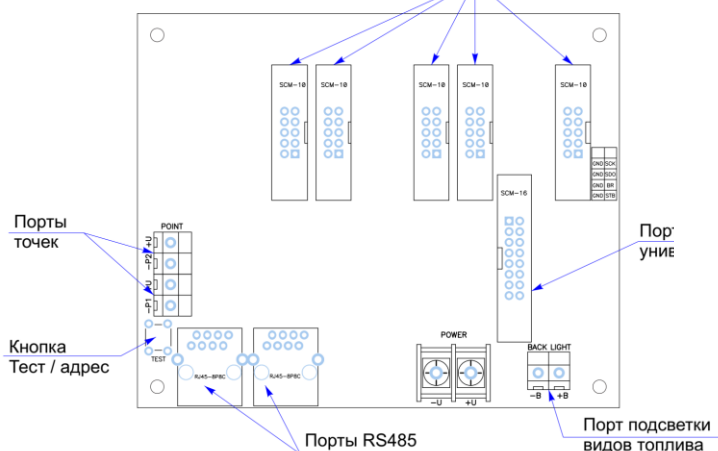 SCM-10
SCM-10
SCM-10
SCM-10
SCM-10
GND SCK
GND SDO
GND BR
GND STB
SCM-16
POINT
-P1 +U -P2 +U
Порты
точек
Кнопка
Тест / адрес
TEST
RJ45-8P8C
RJ45-8P8C
POWER
-U +U
BACK LIGHT
-B +B
Порты RS485
Порт подсветки
видов топлива